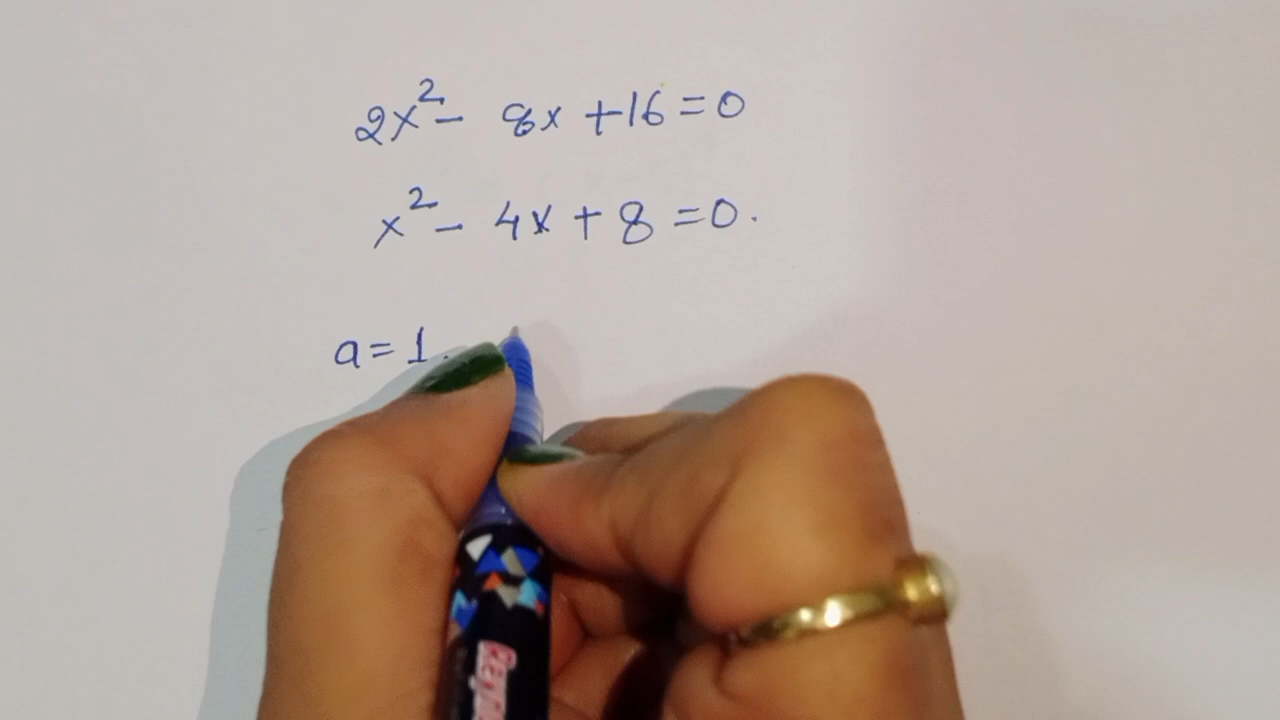 2x² - 8x + 16 = 0
x² - 4x + 8 = 0.
a = 1.